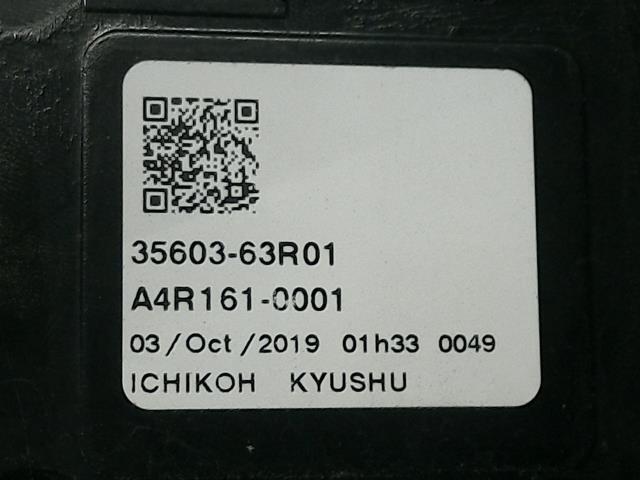 35603-63R01
A4R161-0001
03/Oct/2019 01h33 0049
ICHIKOH KYUSHU